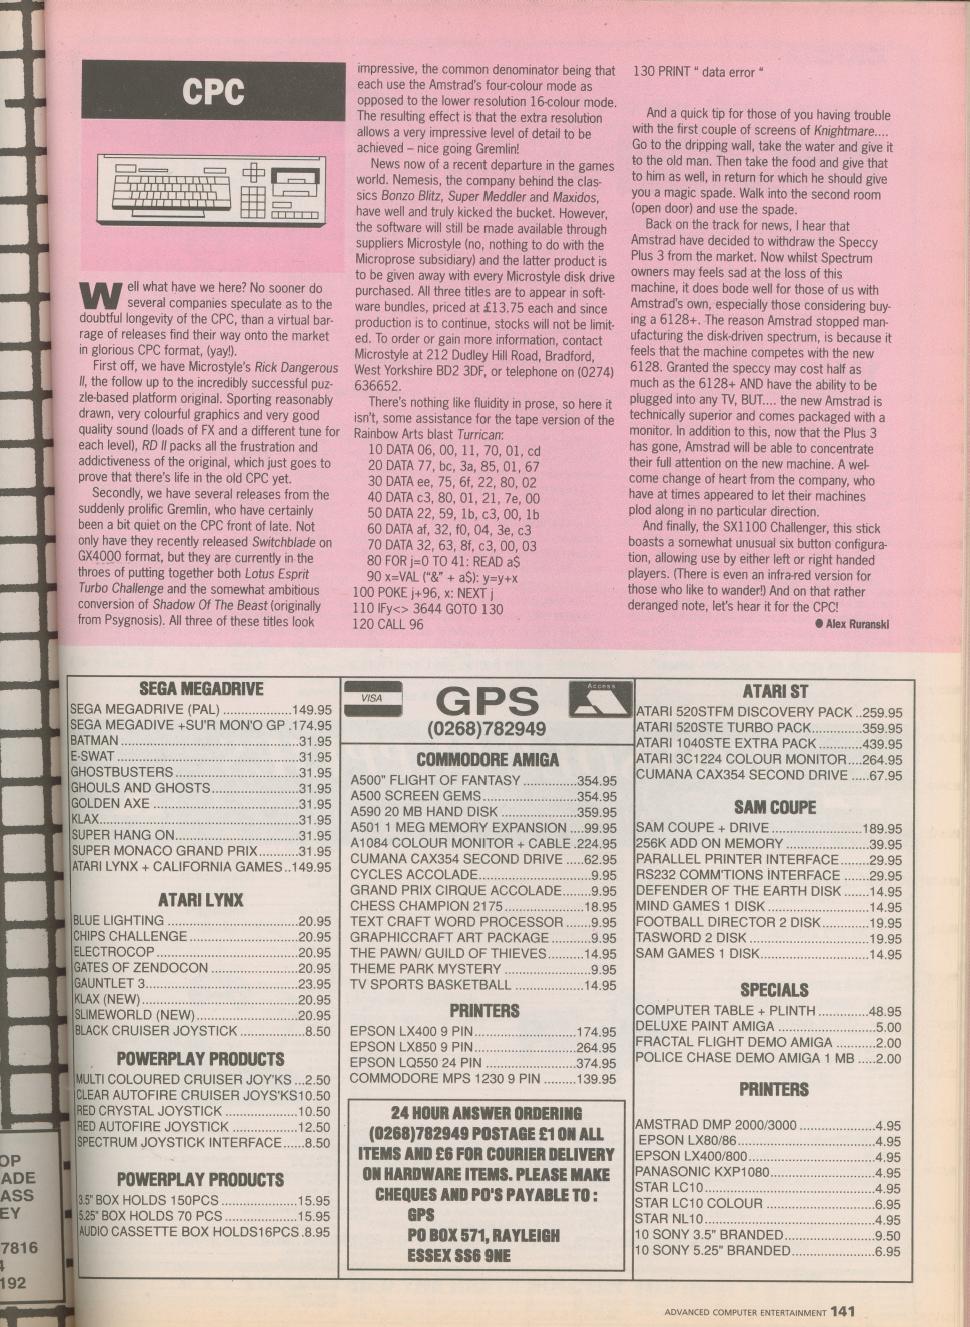 CPC
Well what have we here? No sooner do
several companies speculate as to the
doubtful longevity of the CPC, than a virtual bar-
rage of releases find their way onto the market
in glorious CPC format, (yay!).
First off, we have Microstyle's Rick Dangerous
II, the follow up to the incredibly successful puz-
zle-based platform original. Sporting reasonably
drawn, very colourful graphics and very good
quality sound (loads of FX and a different tune for
each level), RD II packs all the frustration and
addictiveness of the original, which just goes to
prove that there's life in the old CPC yet.
Secondly, we have several releases from the
suddenly prolific Gremlin, who have certainly
been a bit quiet on the CPC front of late. Not
only have they recently released Switchblade on
GX4000 format, but they are currently in the
throes of putting together both Lotus Esprit
Turbo Challenge and the somewhat ambitious
conversion of Shadow Of The Beast (originally
from Psygnosis). All three of these titles look
impressive, the common denominator being that
each use the Amstrad's four-colour mode as
opposed to the lower resolution 16-colour mode.
The resulting effect is that the extra resolution
allows a very impressive level of detail to be
achieved – nice going Gremlin!
News now of a recent departure in the games
world. Nemesis, the company behind the clas-
sics Bonzo Blitz, Super Meddler and Maxidos,
have well and truly kicked the bucket. However,
the software will still be made available through
suppliers Microstyle (no, nothing to do with the
Microprose subsidiary) and the latter product is
to be given away with every Microstyle disk drive
purchased. All three titles are to appear in soft-
ware bundles, priced at £13.75 each and since
production is to continue, stocks will not be limit-
ed. To order or gain more information, contact
Microstyle at 212 Dudley Hill Road, Bradford,
West Yorkshire BD2 3DF, or telephone on (0274)
636652.
There's nothing like fluidity in prose, so here it
isn't, some assistance for the tape version of the
Rainbow Arts blast Turrican:
10 DATA 06, 00, 11, 70, 01, cd
20 DATA 77, bc, 3a, 85, 01, 67
30 DATA ee, 75, 6f, 22, 80, 02
40 DATA c3, 80, 01, 21, 7e, 00
50 DATA 22, 59, 1b, c3, 00, 1b
60 DATA af, 32, f0, 04, 3e, c3
70 DATA 32, 63, 8f, c3, 00, 03
80 FOR j=0 TO 41: READ a$
90 x=VAL ("&" + a$): y=y+x
100 POKE j+96, x: NEXT j
110 IFy<> 3644 GOTO 130
120 CALL 96
130 PRINT " data error "
And a quick tip for those of you having trouble
with the first couple of screens of Knightmare....
Go to the dripping wall, take the water and give it
to the old man. Then take the food and give that
to him as well, in return for which he should give
you a magic spade. Walk into the second room
(open door) and use the spade.
Back on the track for news, I hear that
Amstrad have decided to withdraw the Speccy
Plus 3 from the market. Now whilst Spectrum
owners may feels sad at the loss of this
machine, it does bode well for those of us with
Amstrad's own, especially those considering buy-
ing a 6128+. The reason Amstrad stopped man-
ufacturing the disk-driven spectrum, is because it
feels that the machine competes with the new
6128. Granted the speccy may cost half as
much as the 6128+ AND have the ability to be
plugged into any TV, BUT.... the new Amstrad is
technically superior and comes packaged with a
monitor. In addition to this, now that the Plus 3
has gone, Amstrad will be able to concentrate
their full attention on the new machine. A wel-
come change of heart from the company, who
have at times appeared to let their machines
plod along in no particular direction.
And finally, the SX1100 Challenger, this stick
boasts a somewhat unusual six button configura-
tion, allowing use by either left or right handed
players. (There is even an infra-red version for
those who like to wander!) And on that rather
deranged note, let's hear it for the CPC!
● Alex Ruranski
SEGA MEGADRIVE
SEGA MEGADRIVE (PAL) ....................149.95
SEGA MEGADIVE +SU'R MON'O GP .174.95
BATMAN ..........................................31.95
E-SWAT ..........................................31.95
GHOSTBUSTERS ............................31.95
GHOULS AND GHOSTS....................31.95
GOLDEN AXE ..................................31.95
KLAX................................................31.95
SUPER HANG ON............................31.95
SUPER MONACO GRAND PRIX..........31.95
ATARI LYNX + CALIFORNIA GAMES..149.95
ATARI LYNX
BLUE LIGHTING ..............................20.95
CHIPS CHALLENGE ..........................20.95
ELECTROCOP..................................20.95
GATES OF ZENDOCON ....................20.95
GAUNTLET 3....................................23.95
KLAX (NEW)....................................20.95
SLIMEWORLD (NEW)........................20.95
BLACK CRUISER JOYSTICK ..............8.50
POWERPLAY PRODUCTS
MULTI COLOURED CRUISER JOY'KS ...2.50
CLEAR AUTOFIRE CRUISER JOYS'KS10.50
RED CRYSTAL JOYSTICK ................10.50
RED AUTOFIRE JOYSTICK ................12.50
SPECTRUM JOYSTICK INTERFACE.....8.50
POWERPLAY PRODUCTS
3.5" BOX HOLDS 150PCS ..................15.95
5.25" BOX HOLDS 70 PCS ................15.95
AUDIO CASSETTE BOX HOLDS16PCS .8.95
VISA
GPS
Access
(0268)782949
COMMODORE AMIGA
A500" FLIGHT OF FANTASY ..............354.95
A500 SCREEN GEMS........................354.95
A590 20 MB HAND DISK ..................359.95
A501 1 MEG MEMORY EXPANSION ....99.95
A1084 COLOUR MONITOR + CABLE .224.95
CUMANA CAX354 SECOND DRIVE .....62.95
CYCLES ACCOLADE..........................9.95
GRAND PRIX CIRQUE ACCOLADE.......9.95
CHESS CHAMPION 2175 ..................18.95
TEXT CRAFT WORD PROCESSOR ......9.95
GRAPHICCRAFT ART PACKAGE ..........9.95
THE PAWN/ GUILD OF THIEVES........14.95
THEME PARK MYSTERY ....................9.95
TV SPORTS BASKETBALL ................14.95
PRINTERS
EPSON LX400 9 PIN........................174.95
EPSON LX850 9 PIN........................264.95
EPSON LQ550 24 PIN ......................374.95
COMMODORE MPS 1230 9 PIN ........139.95
24 HOUR ANSWER ORDERING
(0268)782949 POSTAGE £1 ON ALL
ITEMS AND £6 FOR COURIER DELIVERY
ON HARDWARE ITEMS. PLEASE MAKE
CHEQUES AND PO'S PAYABLE TO :
GPS
PO BOX 571, RAYLEIGH
ESSEX SS6 9NE
ATARI ST
ATARI 520STFM DISCOVERY PACK ..259.95
ATARI 520STE TURBO PACK............359.95
ATARI 1040STE EXTRA PACK..........439.95
ATARI 3C1224 COLOUR MONITOR....264.95
CUMANA CAX354 SECOND DRIVE .....67.95
SAM COUPE
SAM COUPE + DRIVE ......................189.95
256K ADD ON MEMORY ..................39.95
PARALLEL PRINTER INTERFACE......29.95
RS232 COMM'TIONS INTERFACE ......29.95
DEFENDER OF THE EARTH DISK .....14.95
MIND GAMES 1 DISK......................14.95
FOOTBALL DIRECTOR 2 DISK..........19.95
TASWORD 2 DISK ..........................19.95
SAM GAMES 1 DISK........................14.95
SPECIALS
COMPUTER TABLE + PLINTH ..........48.95
DELUXE PAINT AMIGA ....................5.00
FRACTAL FLIGHT DEMO AMIGA ........2.00
POLICE CHASE DEMO AMIGA 1 MB ....2.00
PRINTERS
AMSTRAD DMP 2000/3000 ..............4.95
EPSON LX80/86................................4.95
EPSON LX400/800............................4.95
PANASONIC KXP1080......................4.95
STAR LC10......................................4.95
STAR LC10 COLOUR ......................6.95
STAR NL10......................................4.95
10 SONY 3.5" BRANDED..................9.50
10 SONY 5.25" BRANDED................6.95
OP
ADE
ASS
EY
7816
4
192
ADVANCED COMPUTER ENTERTAINMENT 141